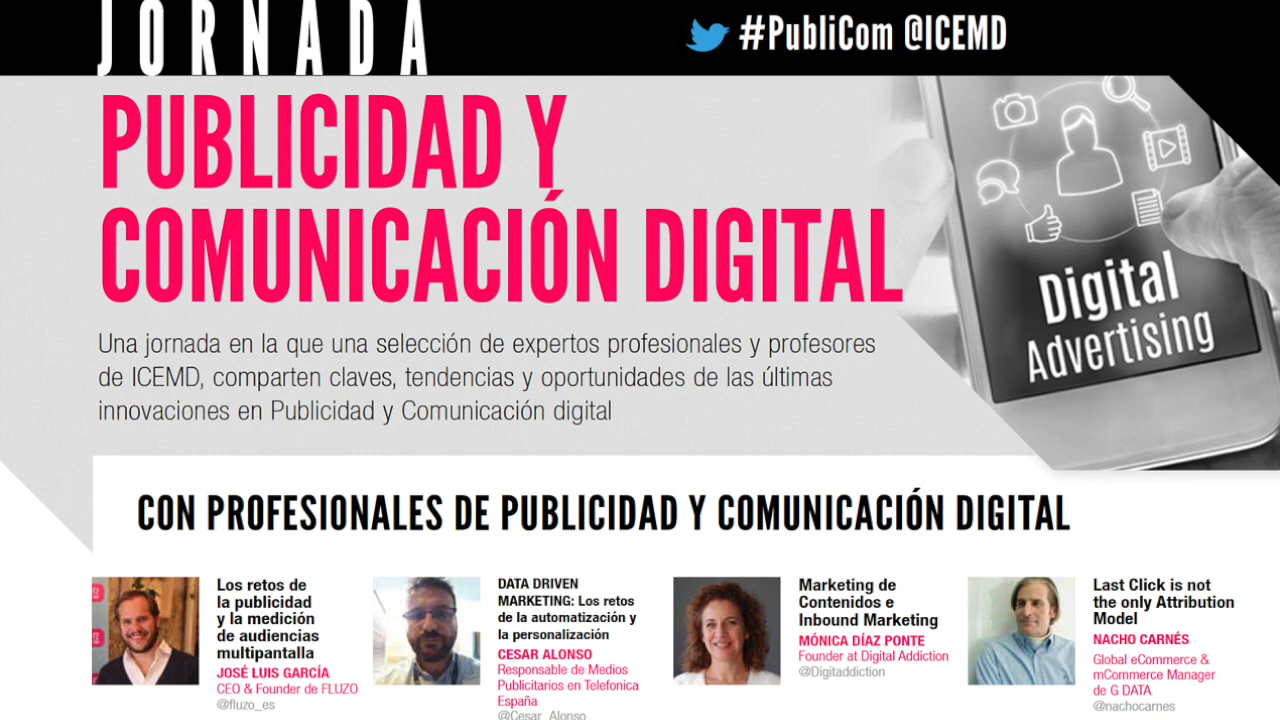 JORNADA
#PubliCom @ICEMD
PUBLICIDAD Y
COMUNICACIÓN DIGITAL
Una jornada en la que una selección de expertos profesionales y profesores
de ICEMD, comparten claves, tendencias y oportunidades de las últimas
innovaciones en Publicidad y Comunicación digital
Digital
Advertising
CON PROFESIONALES DE PUBLICIDAD Y COMUNICACIÓN DIGITAL
Los retos de
la publicidad
y la medición
de audiencias
multipantalla
JOSÉ LUIS GARCÍA
CEO & Founder de FLUZO
@fluzo_es
DATA DRIVEN
MARKETING: Los retos
de la automatización y
la personalización
CESAR ALONSO
Responsable de Medios
Publicitarios en Telefonica
España
@Cesar_Alonso
Marketing de
Contenidos e
Inbound Marketing
MÓNICA DÍAZ PONTE
Founder at Digital Addiction
@Digitaddiction
Last Click is not
the only Attribution
Model
NACHO CARNÉS
Global eCommerce &
mCommerce Manager
de G DATA
@nachocarnes